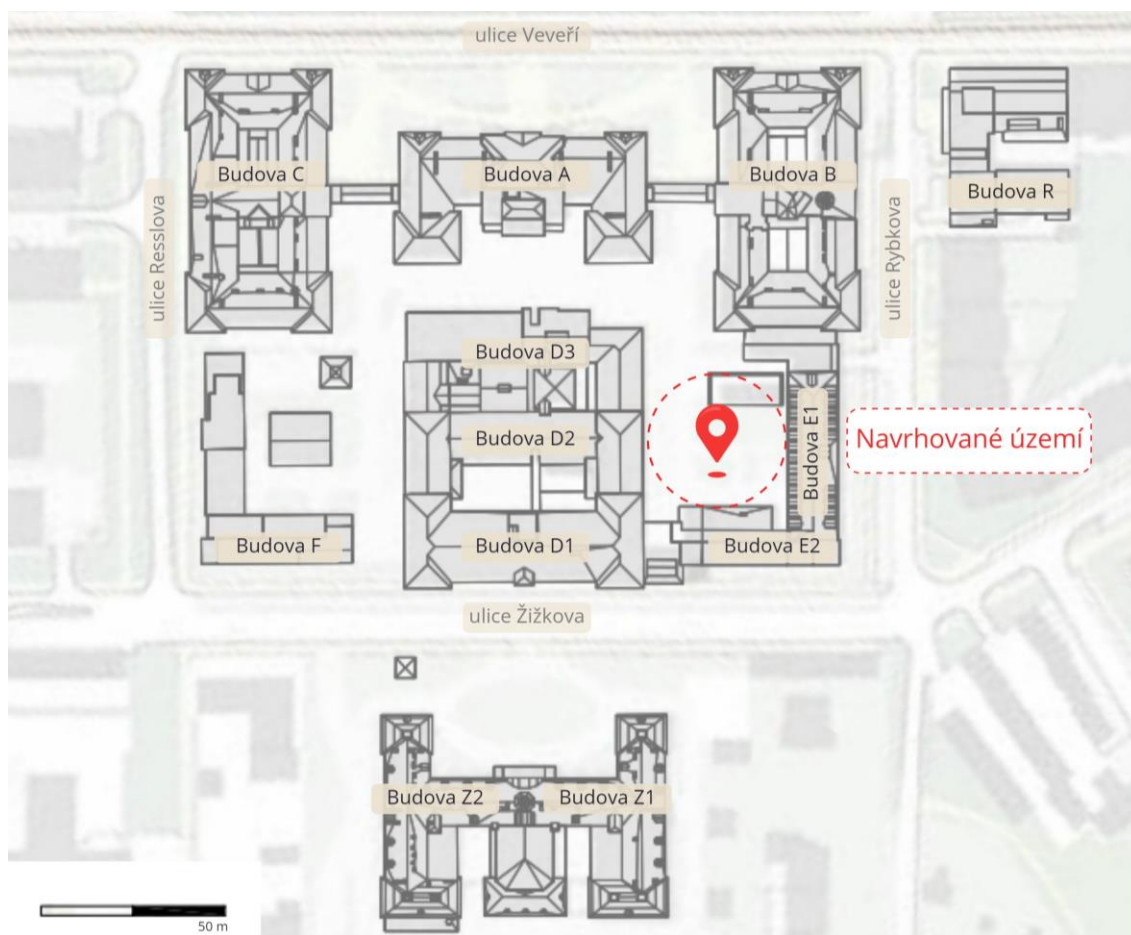 ulice Veveří
Budova C
Budova A
Budova B
Budova R
ulice Resslova
ulice Rybkova
Budova D3
Budova D2
Budova E1
Navrhované území
Budova F
Budova D1
Budova E2
ulice Žižkova
Budova Z2
Budova Z1
50 m